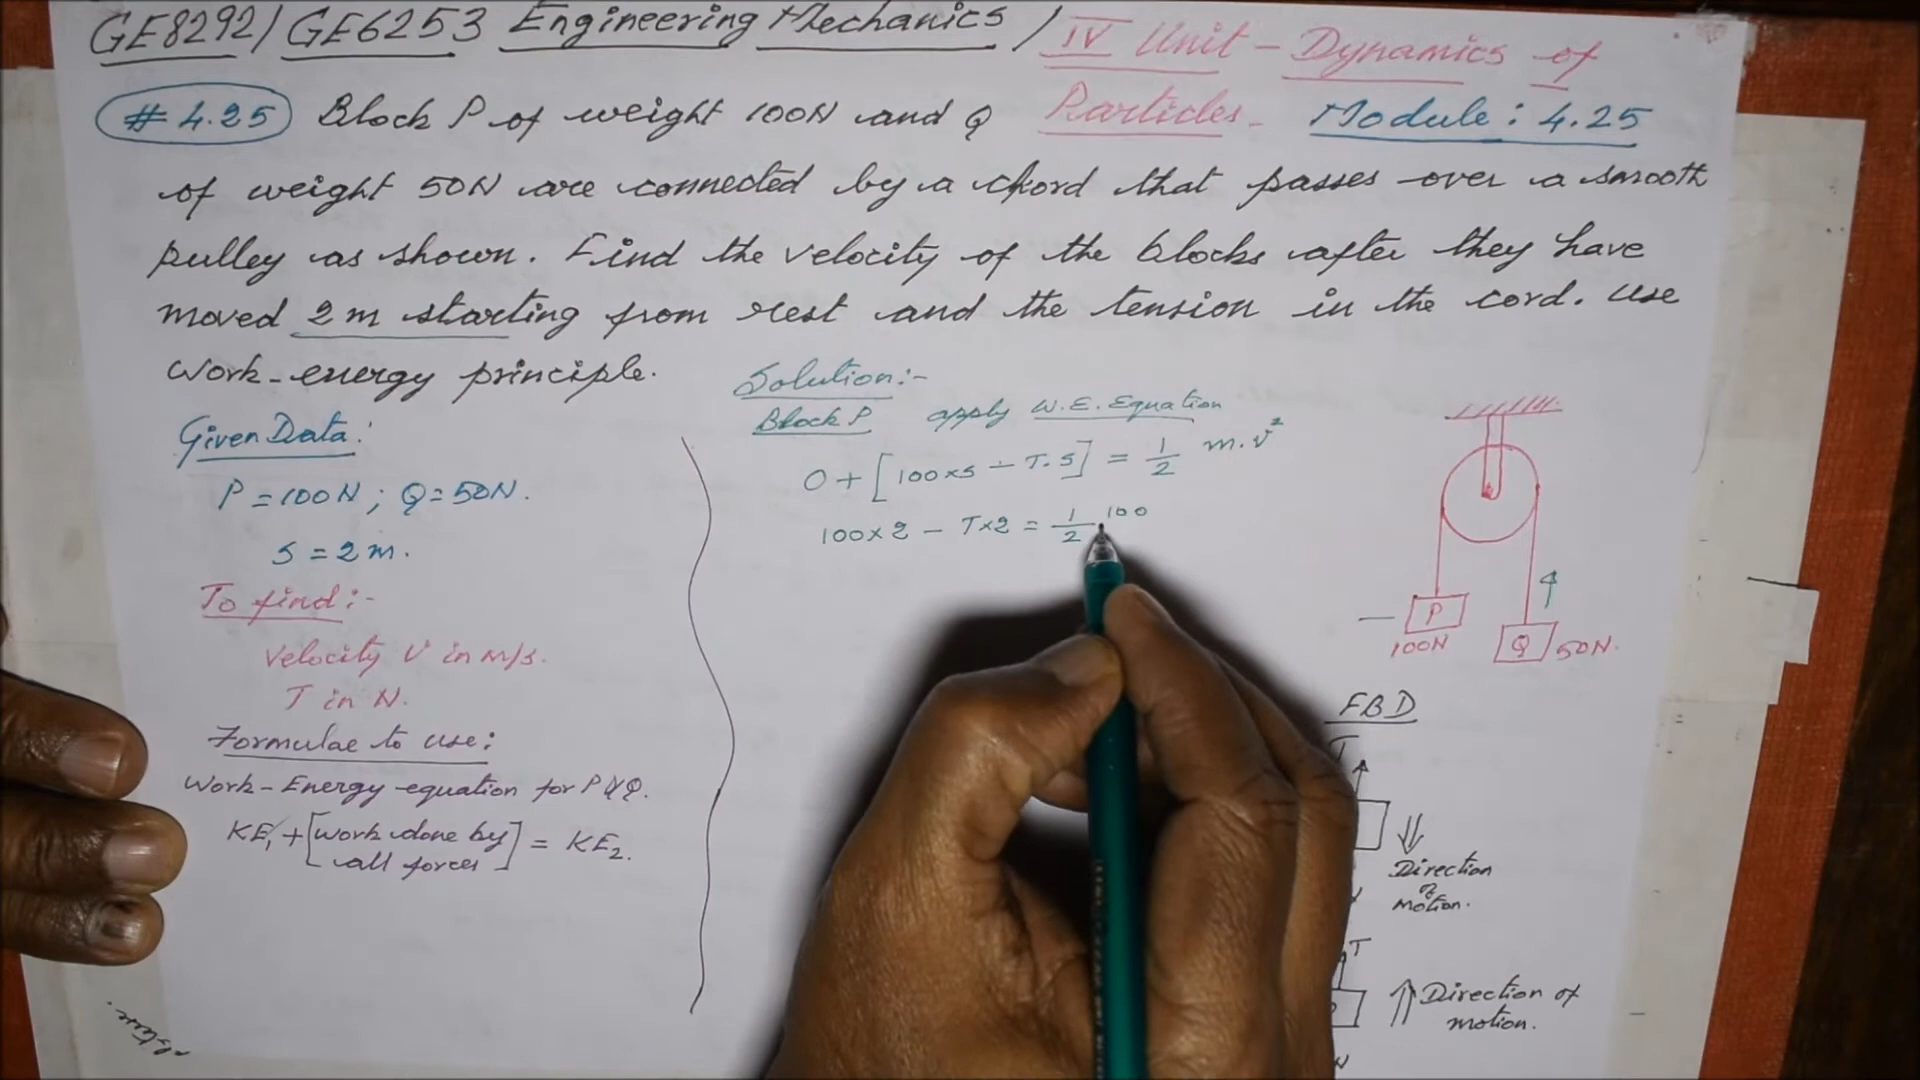 GE8292/GE6253 Engineering Mechanics / IV Unit - Dynamics of
Particles. Module: 4.25
# 4.25 Block P of weight 100N and Q
of weight 50N are connected by a chord that passes over a smooth
pulley as shown. Find the velocity of the blocks after they have
moved 2 m starting from rest and the tension in the cord. Use
Work-energy principle.
Given Data:
P = 100N ; Q = 50N.
S = 2 m.
To find:-
Velocity V in m/s.
T in N.
Formulae to use:
Work-Energy equation for P & Q.
KE₁ + [work done by
all forces] = KE₂.
Solution:-
Block P apply W.E. Equation
0 + [100×s - T.s] = 1/2 m.v²
100×2 - T×2 = 1/2 100
P
100N
Q 50N.
FBD
T
Direction
of
motion.
T
Direction of
motion.